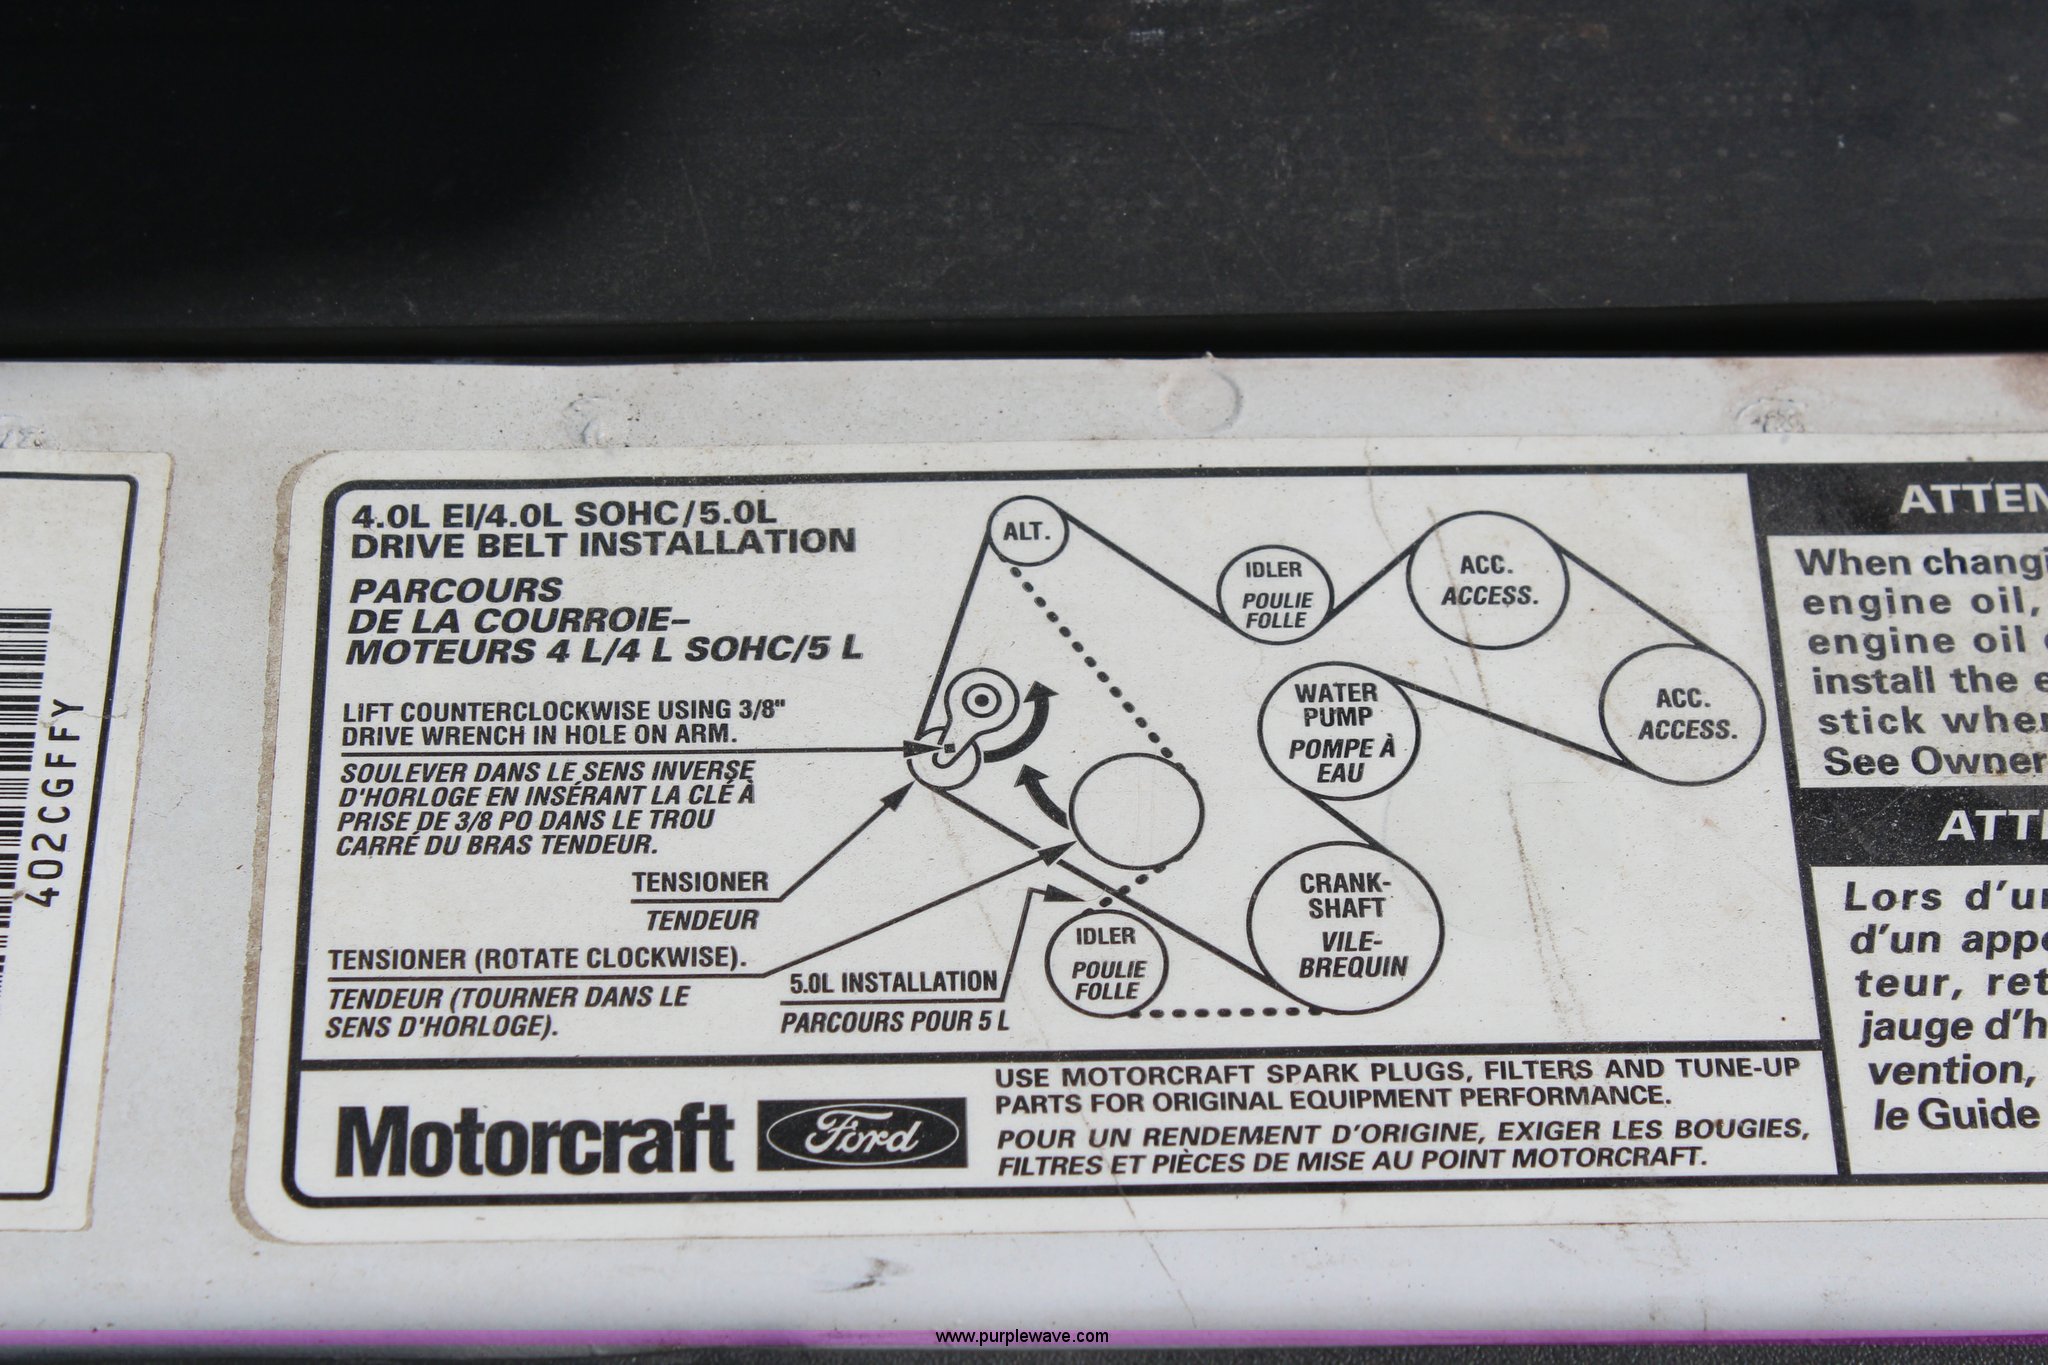 402CGFFY
4.0L EI/4.0L SOHC/5.0L
DRIVE BELT INSTALLATION
PARCOURS
DE LA COURROIE–
MOTEURS 4 L/4 L SOHC/5 L
LIFT COUNTERCLOCKWISE USING 3/8"
DRIVE WRENCH IN HOLE ON ARM.
SOULEVER DANS LE SENS INVERSE
D'HORLOGE EN INSÉRANT LA CLÉ À
PRISE DE 3/8 PO DANS LE TROU
CARRÉ DU BRAS TENDEUR.
TENSIONER
TENDEUR
TENSIONER (ROTATE CLOCKWISE).
TENDEUR (TOURNER DANS LE
SENS D'HORLOGE).
5.0L INSTALLATION
PARCOURS POUR 5 L
ALT.
IDLER
POULIE
FOLLE
ACC.
ACCESS.
ACC.
ACCESS.
WATER
PUMP
POMPE À
EAU
CRANK-
SHAFT
VILE-
BREQUIN
IDLER
POULIE
FOLLE
Motorcraft
Ford
USE MOTORCRAFT SPARK PLUGS, FILTERS AND TUNE-UP
PARTS FOR ORIGINAL EQUIPMENT PERFORMANCE.
POUR UN RENDEMENT D'ORIGINE, EXIGER LES BOUGIES,
FILTRES ET PIÈCES DE MISE AU POINT MOTORCRAFT.
ATTEN
When changi
engine oil,
engine oil
install the
stick whe
See Owner
ATT
Lors d'u
d'un app
teur, ret
jauge d'h
vention,
le Guide
www.purplewave.com